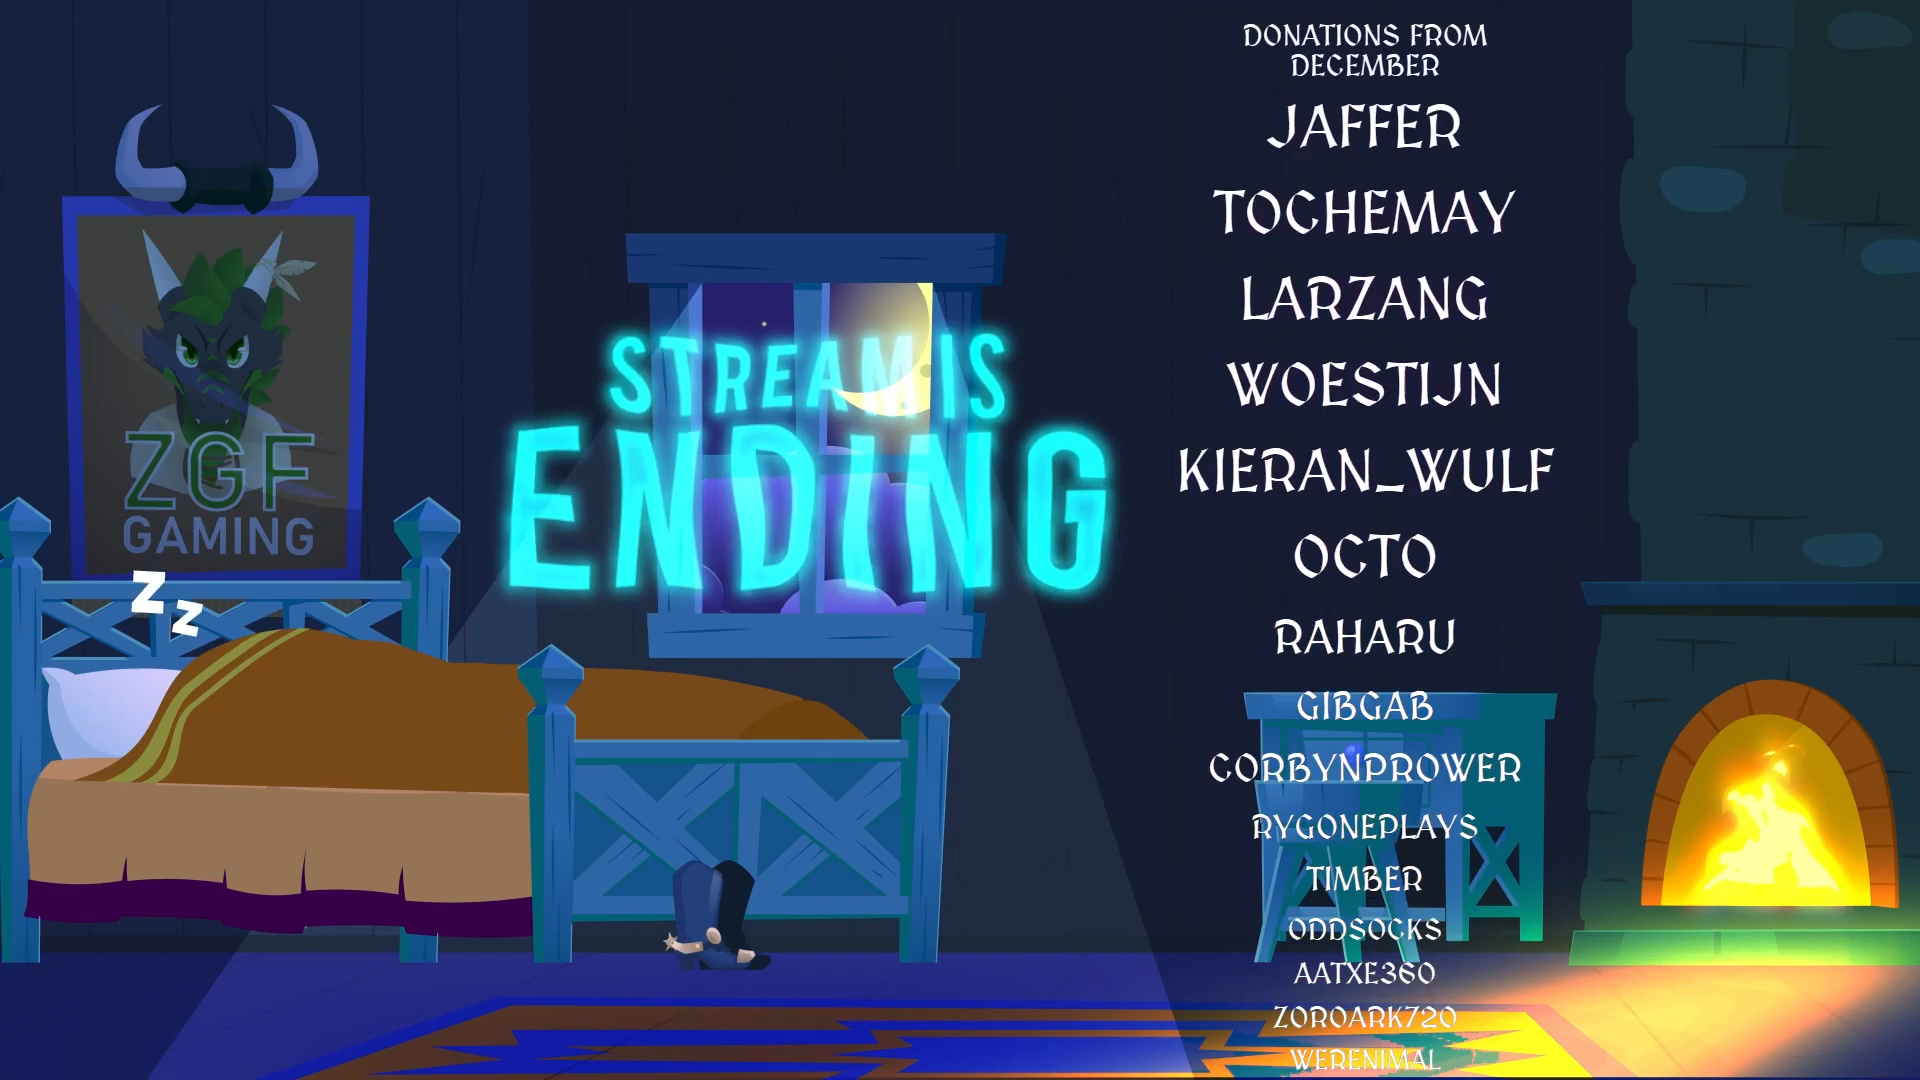 DONATIONS FROM
DECEMBER
JAFFER
TOCHEMAY
LARZANG
WOESTIJN
KIERAN_WULF
OCTO
RAHARU
GIBGAB
CORBYNPROWER
RYGONEPLAYS
TIMBER
ODDSOCKS
AATXE360
ZOROARK720
WERENIMAL
STREAM IS
ENDING
ZGF
GAMING
Z
Z